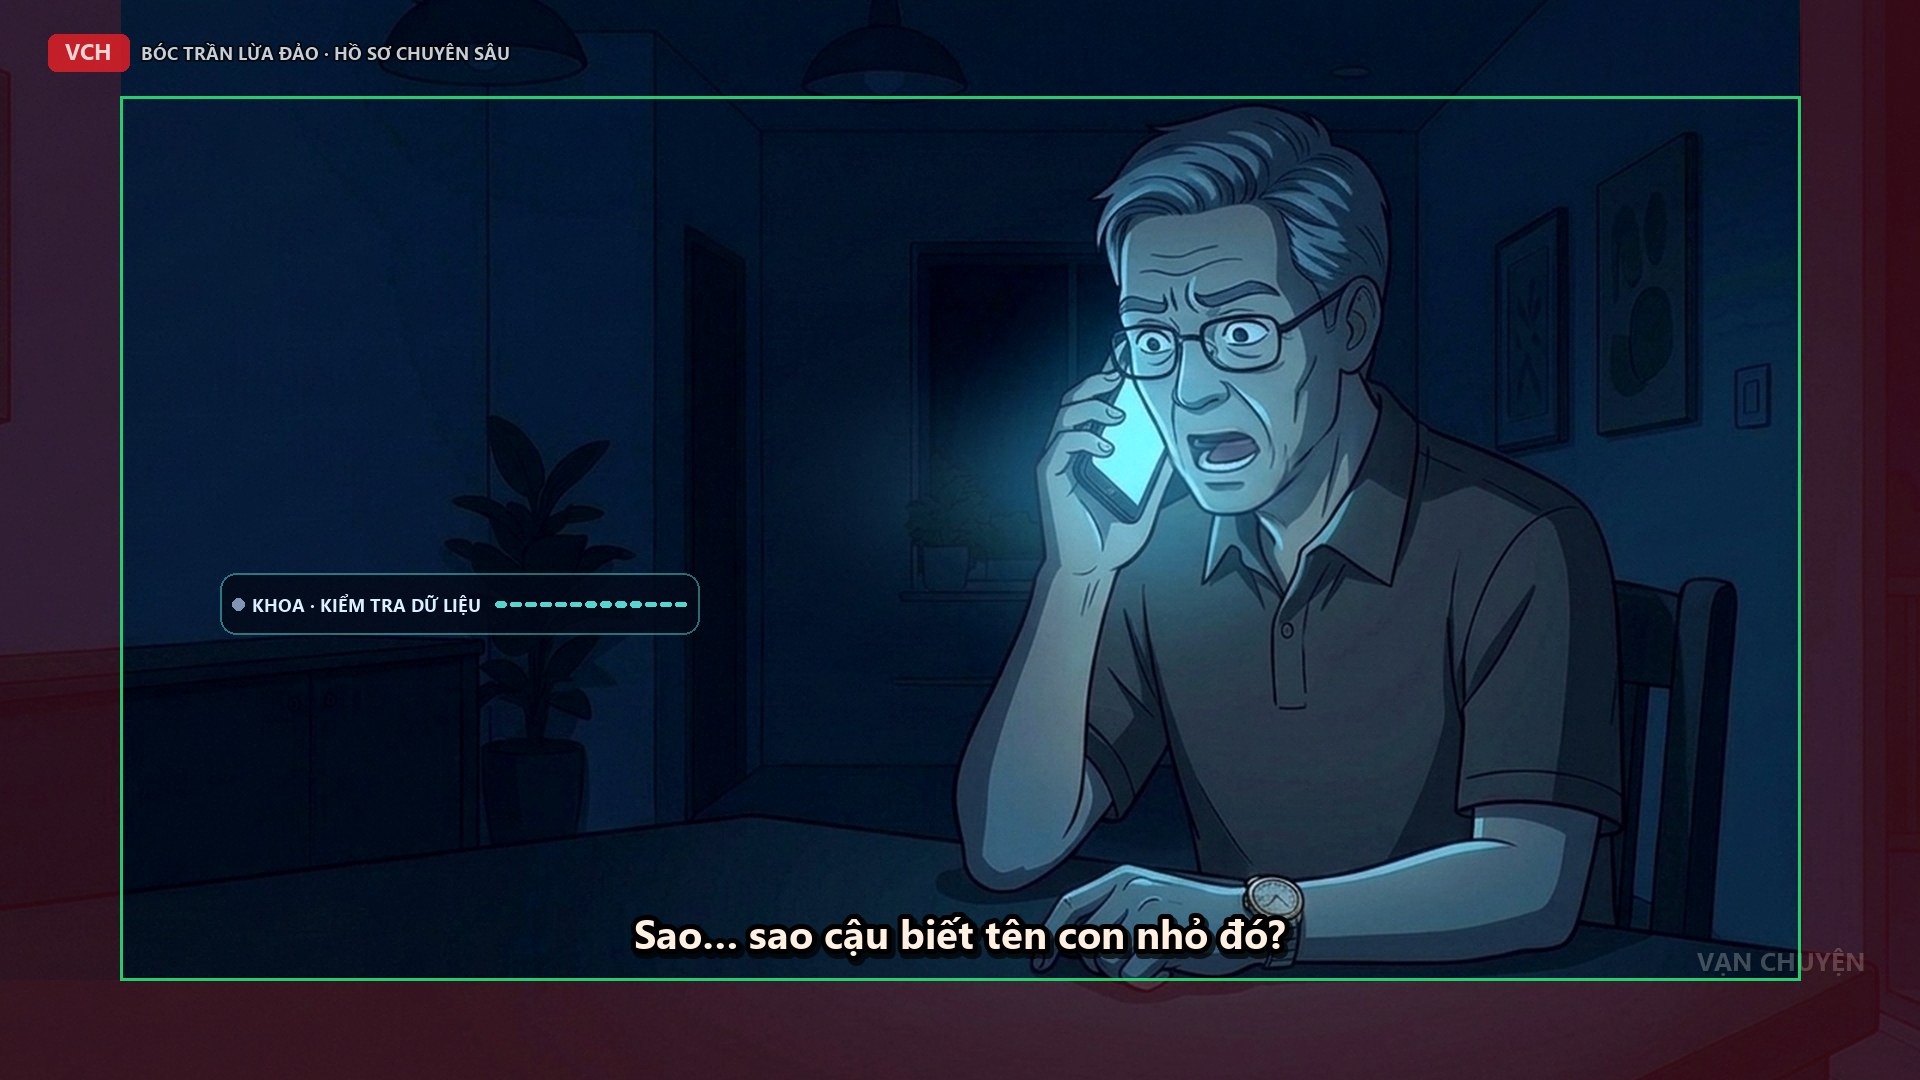 VCH BÓC TRẦN LỪA ĐẢO · HỒ SƠ CHUYÊN SÂU
KHOA · KIỂM TRA DỮ LIỆU
Sao... sao cậu biết tên con nhỏ đó?
VẠN CHUYỆN